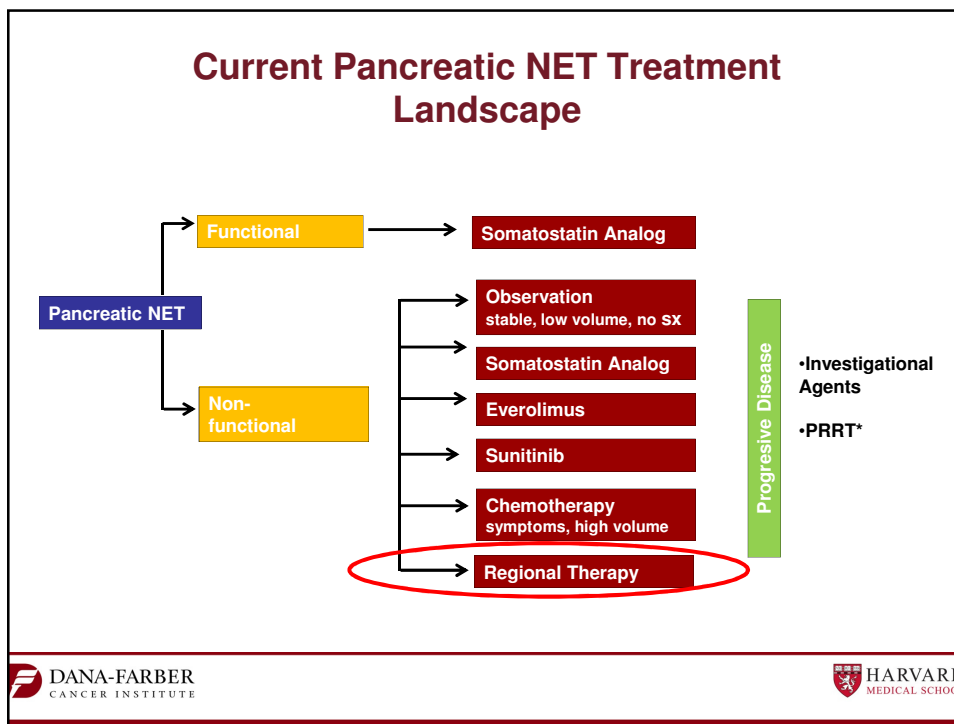 Current Pancreatic NET Treatment
Landscape
Functional
Somatostatin Analog
Pancreatic NET
Observation
stable, low volume, no sx
Somatostatin Analog
Non-
functional
Everolimus
Sunitinib
Chemotherapy
symptoms, high volume
Regional Therapy
Progresive Disease
•Investigational
Agents
•PRRT*
DANA-FARBER
CANCER INSTITUTE
HARVARD
MEDICAL SCHOO